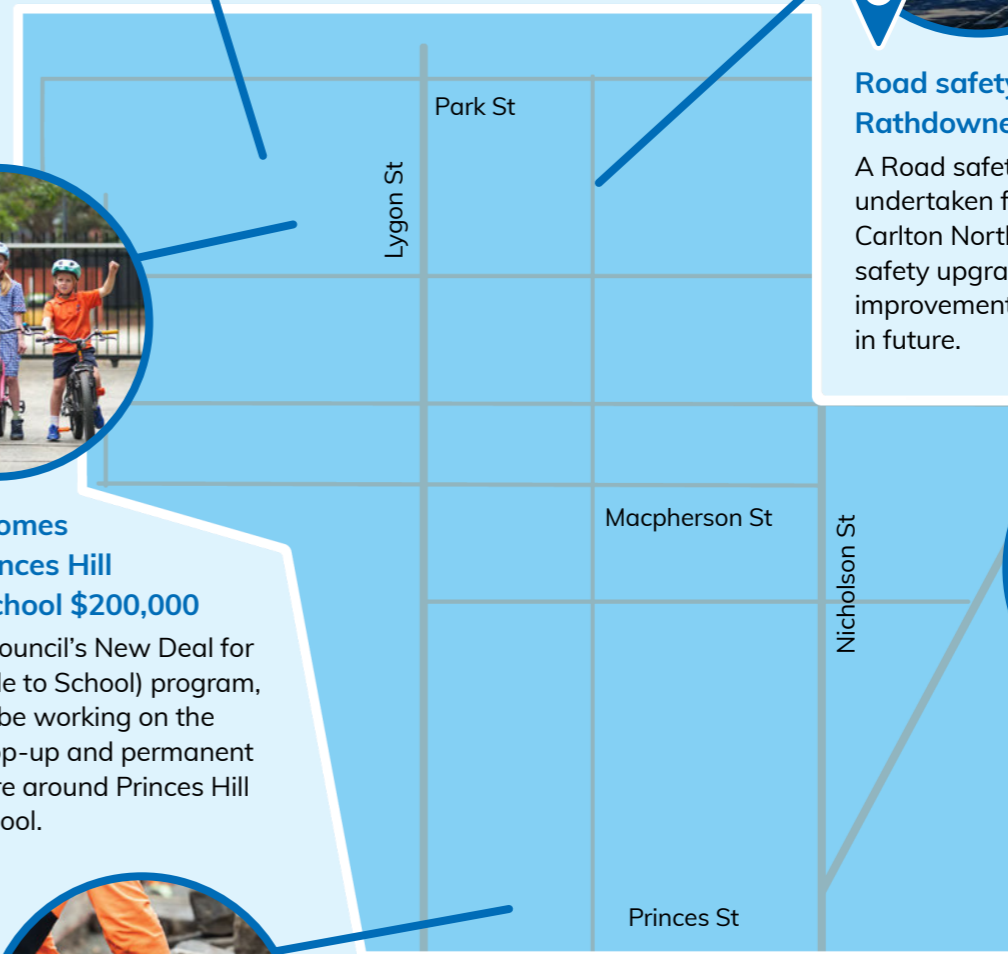 Park St
Lygon St
Road safety
Rathdowne
A Road safet
undertaken f
Carlton North
safety upgra
improvement
in future.
Macpherson St
Nicholson St
omes
nces Hill
chool $200,000
ouncil's New Deal for
le to School) program,
be working on the
op-up and permanent
re around Princes Hill
ool.
Princes St